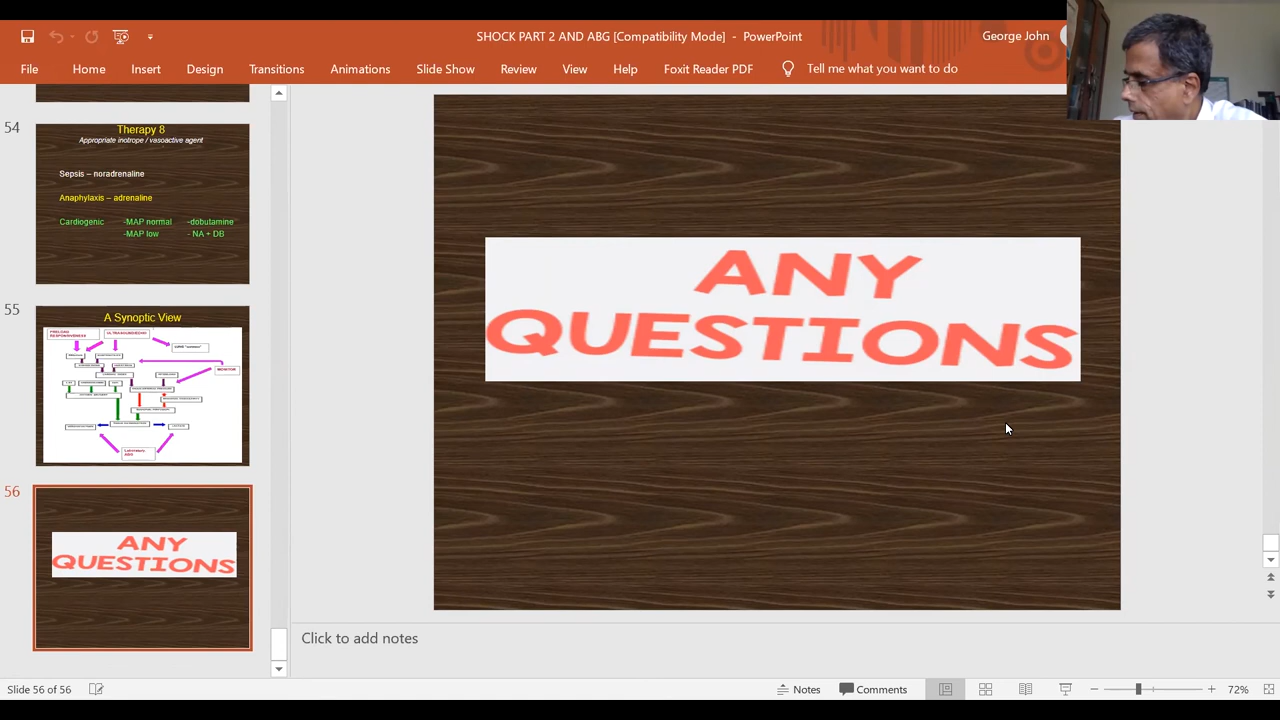 SHOCK PART 2 AND ABG [Compatibility Mode] - PowerPoint
George John
File Home Insert Design Transitions Animations Slide Show Review View Help Foxit Reader PDF Tell me what you want to do
54
Therapy 8
Appropriate inotrope / vasoactive agent
Sepsis – noradrenaline
Anaphylaxis – adrenaline
Cardiogenic -MAP normal -dobutamine
-MAP low - NA + DB
55
A Synoptic View
PRELOAD
RESPONSIVENESS
MONITOR
56
ANY
QUESTIONS
ANY
QUESTIONS
Click to add notes
Slide 56 of 56 Notes Comments 72%